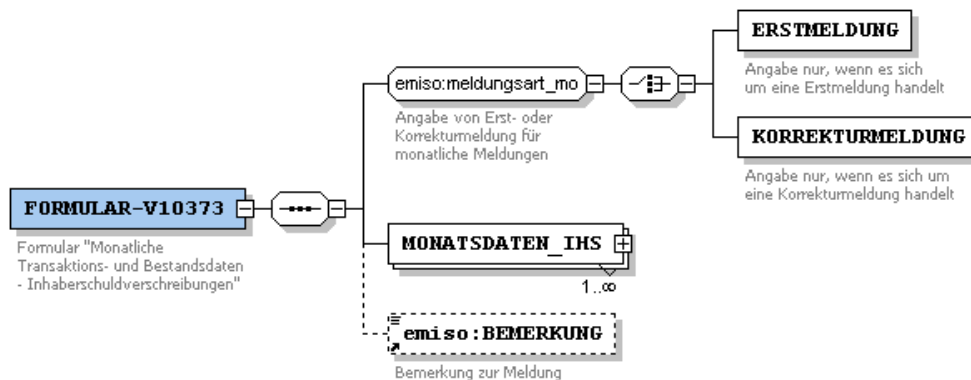 ERSTMELDUNG
Angabe nur, wenn es sich
um eine Erstmeldung handelt
emiso:meldungsart_mo
Angabe von Erst- oder
Korrekturmeldung für
monatliche Meldungen
KORREKTURMELDUNG
Angabe nur, wenn es sich um
eine Korrekturmeldung handelt
FORMULAR-V10373
Formular "Monatliche
Transaktions- und Bestandsdaten
- Inhaberschuldverschreibungen"
MONATSDATEN_IHS
1..∞
emiso:BEMERKUNG
Bemerkung zur Meldung